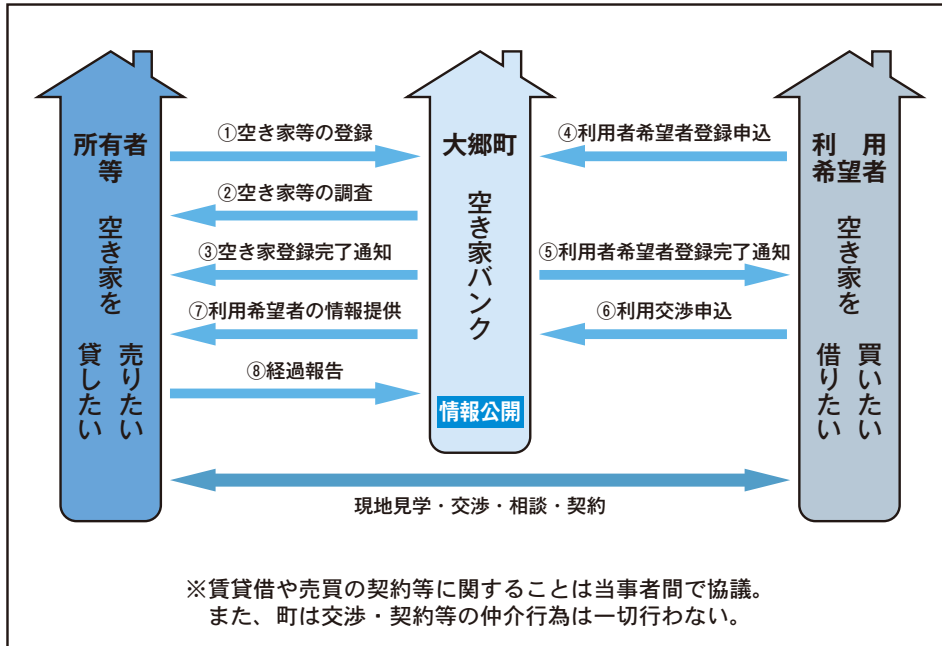 所有者
等
空き家を
売りたい
貸したい
①空き家等の登録
②空き家等の調査
③空き家登録完了通知
⑦利用希望者の情報提供
⑧経過報告
大郷町
空き家バンク
情報公開
④利用者希望者登録申込
⑤利用者希望者登録完了通知
⑥利用交渉申込
利　用
希望者
空き家を
買いたい
借りたい
現地見学・交渉・相談・契約
※賃貸借や売買の契約等に関することは当事者間で協議。
また、町は交渉・契約等の仲介行為は一切行わない。